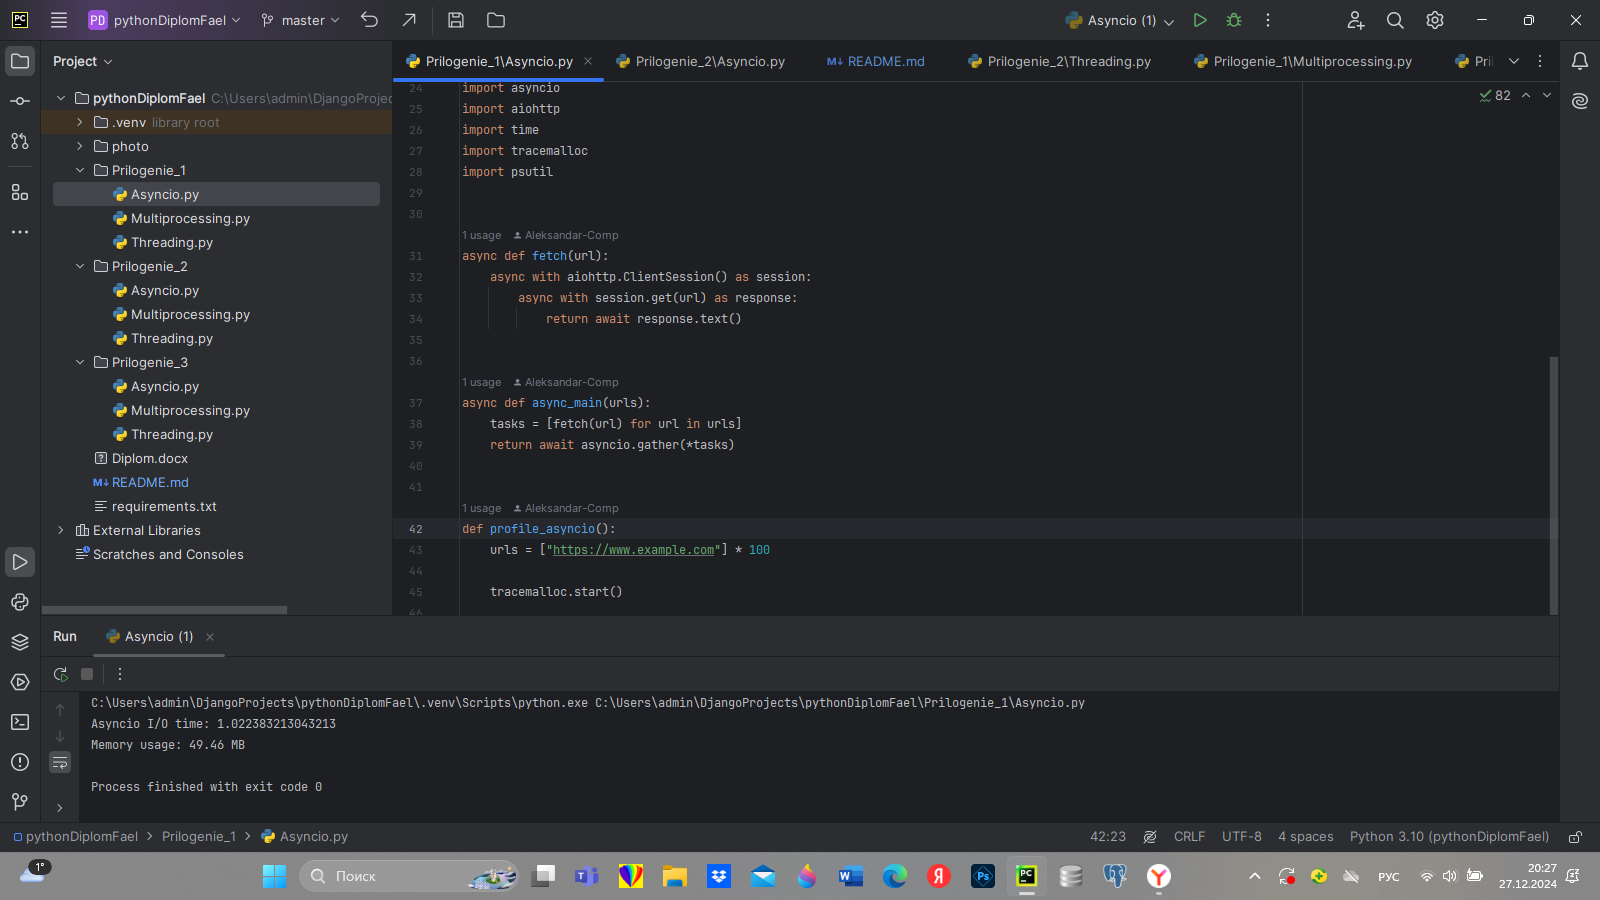 PC
PD pythonDiplomFael
master
Asyncio (1)
Project
Prilogenie_1\Asyncio.py
Prilogenie_2\Asyncio.py
M↓ README.md
Prilogenie_2\Threading.py
Prilogenie_1\Multiprocessing.py
Pri
pythonDiplomFael C:\Users\admin\DjangoProjec
.venv library root
photo
Prilogenie_1
Asyncio.py
Multiprocessing.py
Threading.py
Prilogenie_2
Asyncio.py
Multiprocessing.py
Threading.py
Prilogenie_3
Asyncio.py
Multiprocessing.py
Threading.py
Diplom.docx
M↓ README.md
requirements.txt
External Libraries
Scratches and Consoles
82
24 import asyncio
25 import aiohttp
26 import time
27 import tracemalloc
28 import psutil
29
30
1 usage Aleksandar-Comp
31 async def fetch(url):
32 async with aiohttp.ClientSession() as session:
33 async with session.get(url) as response:
34 return await response.text()
35
36
1 usage Aleksandar-Comp
37 async def async_main(urls):
38 tasks = [fetch(url) for url in urls]
39 return await asyncio.gather(*tasks)
40
41
1 usage Aleksandar-Comp
42 def profile_asyncio():
43 urls = ["https://www.example.com"] * 100
44
45 tracemalloc.start()
46
Run
Asyncio (1)
C:\Users\admin\DjangoProjects\pythonDiplomFael\.venv\Scripts\python.exe C:\Users\admin\DjangoProjects\pythonDiplomFael\Prilogenie_1\Asyncio.py
Asyncio I/O time: 1.022383213043213
Memory usage: 49.46 MB
Process finished with exit code 0
pythonDiplomFael > Prilogenie_1 > Asyncio.py
42:23
CRLF
UTF-8
4 spaces
Python 3.10 (pythonDiplomFael)
1°
Поиск
РУС
20:27
27.12.2024